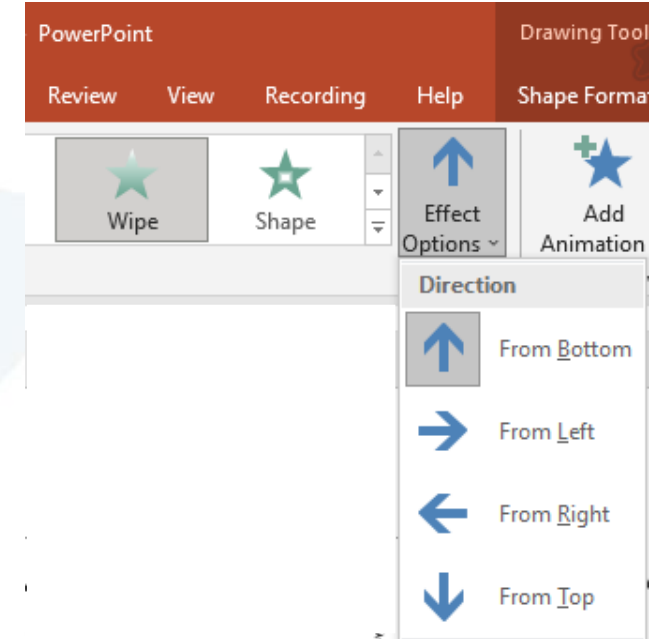 PowerPoint
Drawing Tool
Review View Recording Help Shape Forma
Wipe
Shape
Effect
Options
Add
Animation
Direction
From Bottom
From Left
From Right
From Top